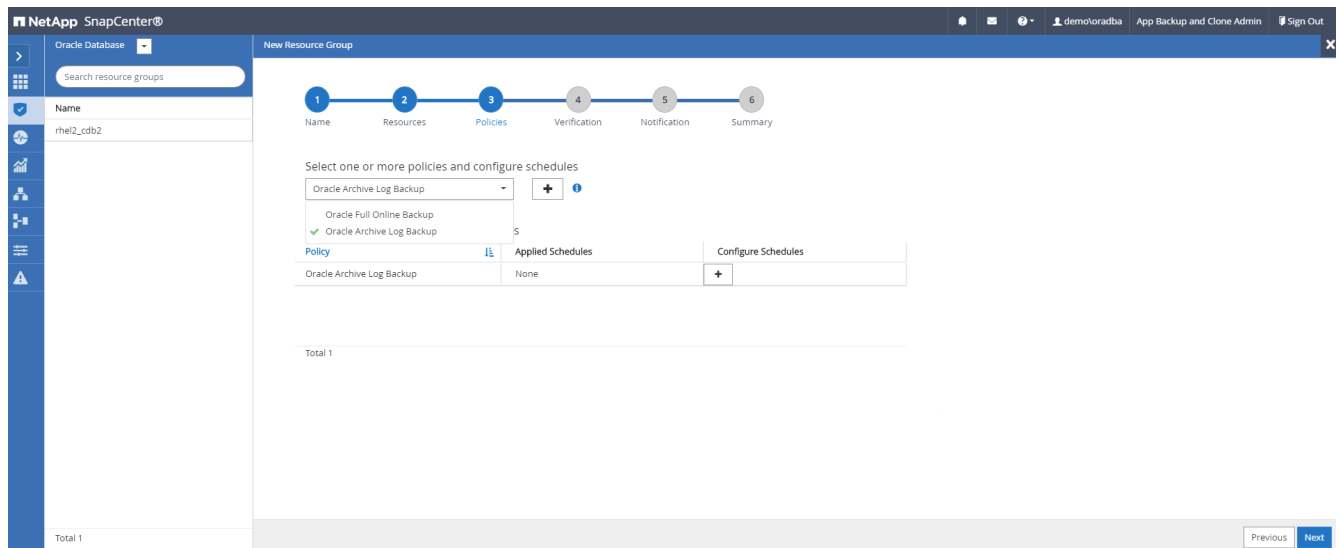 NetApp SnapCenter®
demo\oradba App Backup and Clone Admin Sign Out
Oracle Database
New Resource Group
Search resource groups
Name
rhel2_cdb2
1 2 3 4 5 6
Name Resources Policies Verification Notification Summary
Select one or more policies and configure schedules
Oracle Archive Log Backup
Oracle Full Online Backup
Oracle Archive Log Backup
s
Policy Applied Schedules Configure Schedules
Oracle Archive Log Backup None
Total 1
Total 1
Previous Next